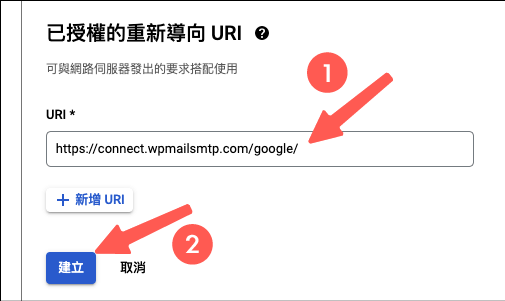 已授權的重新導向 URI ?
可與網路伺服器發出的要求搭配使用
1
URI *
https://connect.wpmailsmtp.com/google/
+ 新增 URI
2
建立 取消